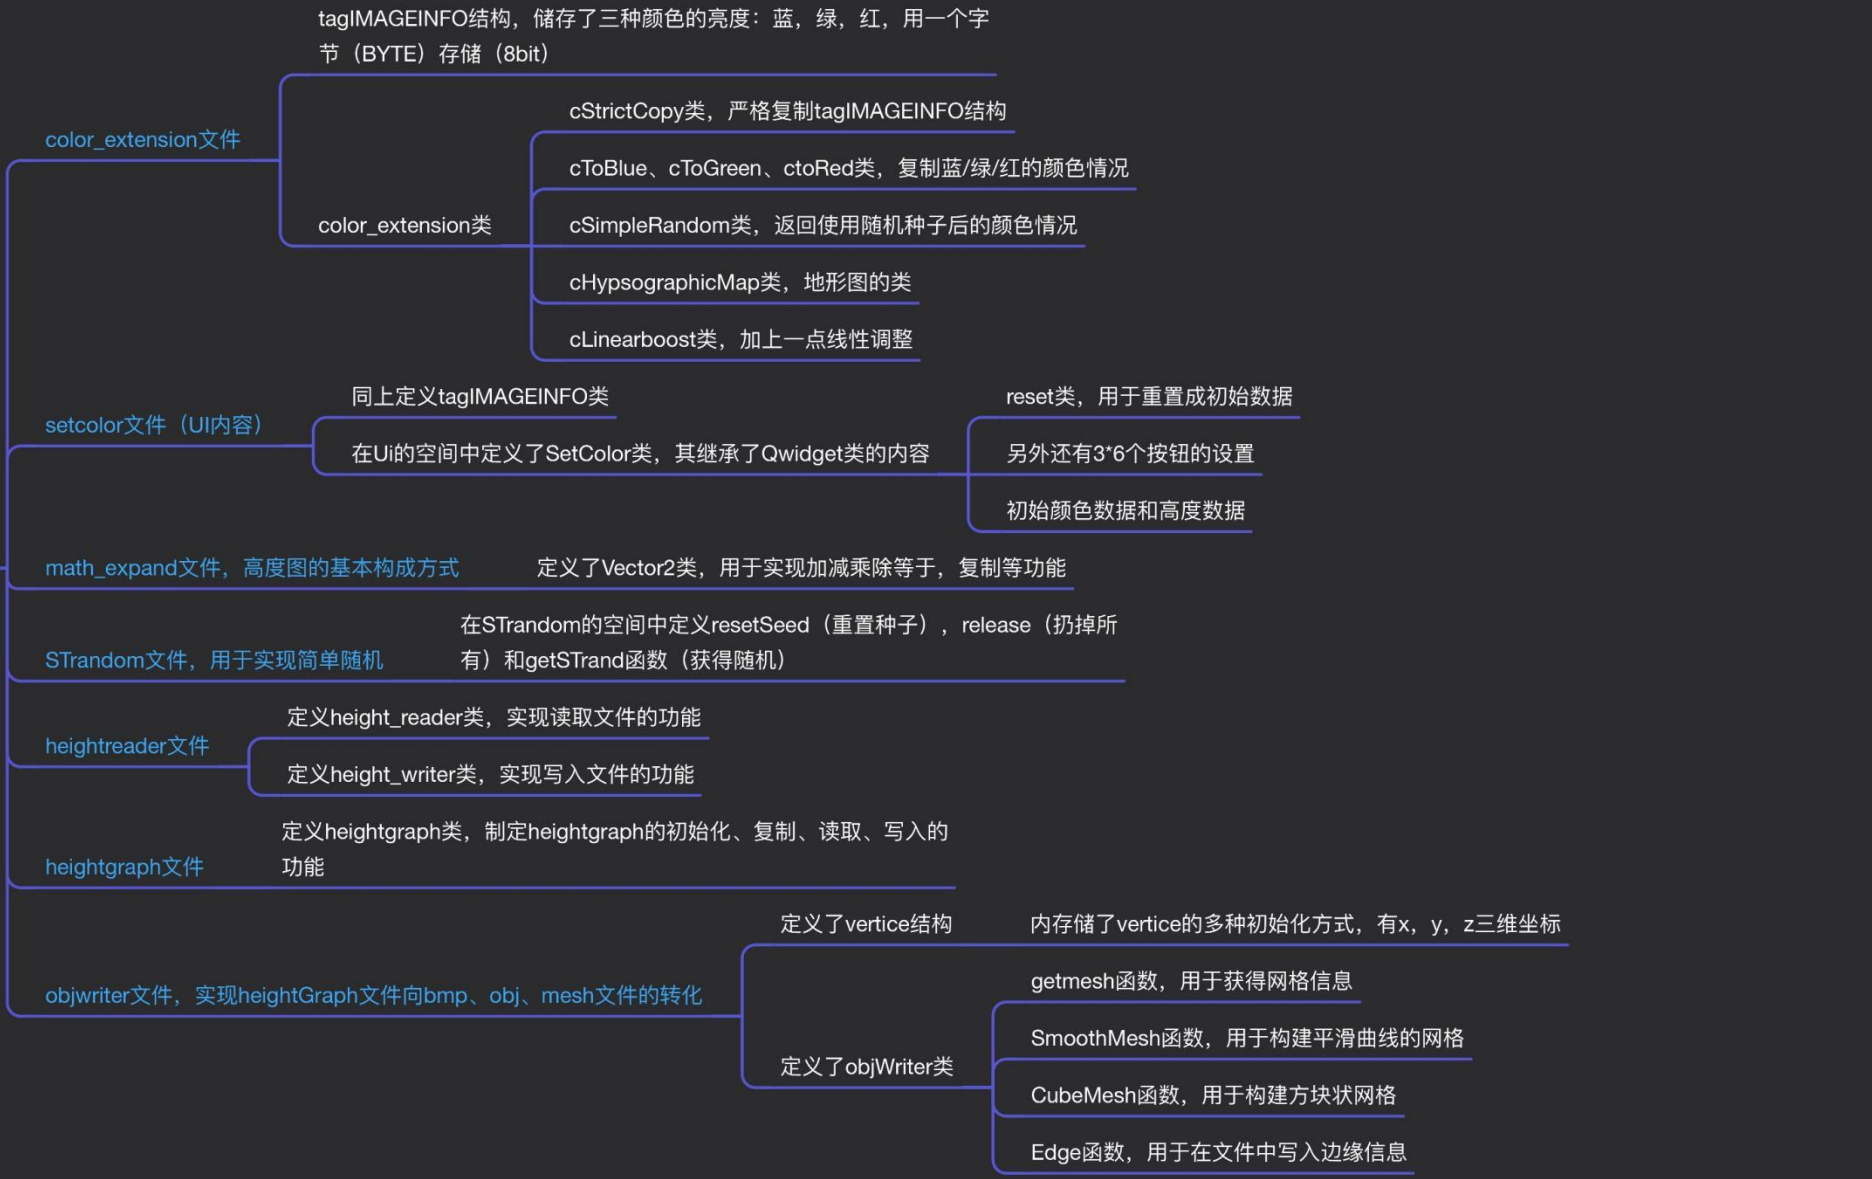 tagIMAGEINFO结构，储存了三种颜色的亮度：蓝，绿，红，用一个字
节（BYTE）存储（8bit）
color_extension文件
cStrictCopy类，严格复制tagIMAGEINFO结构
cToBlue、cToGreen、ctoRed类，复制蓝/绿/红的颜色情况
color_extension类
cSimpleRandom类，返回使用随机种子后的颜色情况
cHypsographicMap类，地形图的类
cLinearboost类，加上一点线性调整
setcolor文件（UI内容）
同上定义tagIMAGEINFO类
在Ui的空间中定义了SetColor类，其继承了Qwidget类的内容
reset类，用于重置成初始数据
另外还有3*6个按钮的设置
初始颜色数据和高度数据
math_expand文件，高度图的基本构成方式
定义了Vector2类，用于实现加减乘除等于，复制等功能
STrandom文件，用于实现简单随机
在STrandom的空间中定义resetSeed（重置种子），release（扔掉所
有）和getSTrand函数（获得随机）
heightreader文件
定义height_reader类，实现读取文件的功能
定义height_writer类，实现写入文件的功能
heightgraph文件
定义heightgraph类，制定heightgraph的初始化、复制、读取、写入的
功能
objwriter文件，实现heightGraph文件向bmp、obj、mesh文件的转化
定义了vertice结构
内存储了vertice的多种初始化方式，有x，y，z三维坐标
定义了objWriter类
getmesh函数，用于获得网格信息
SmoothMesh函数，用于构建平滑曲线的网格
CubeMesh函数，用于构建方块状网格
Edge函数，用于在文件中写入边缘信息